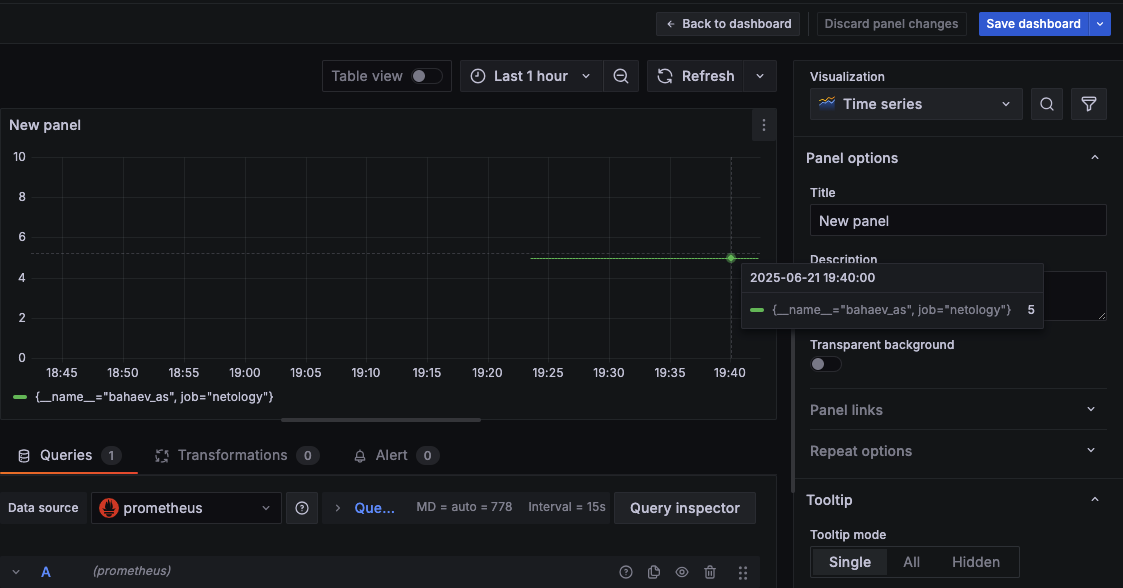 Back to dashboard
Discard panel changes
Save dashboard
Table view
Last 1 hour
Refresh
Visualization
Time series
New panel
10
8
6
4
2
0
18:45 18:50 18:55 19:00 19:05 19:10 19:15 19:20 19:25 19:30 19:35 19:40
{__name__="bahaev_as", job="netology"}
2025-06-21 19:40:00
{__name__="bahaev_as", job="netology"} 5
Panel options
Title
New panel
Description
Transparent background
Panel links
Repeat options
Tooltip
Tooltip mode
Single All Hidden
Queries 1
Transformations 0
Alert 0
Data source
prometheus
Que...
MD = auto = 778
Interval = 15s
Query inspector
A (prometheus)